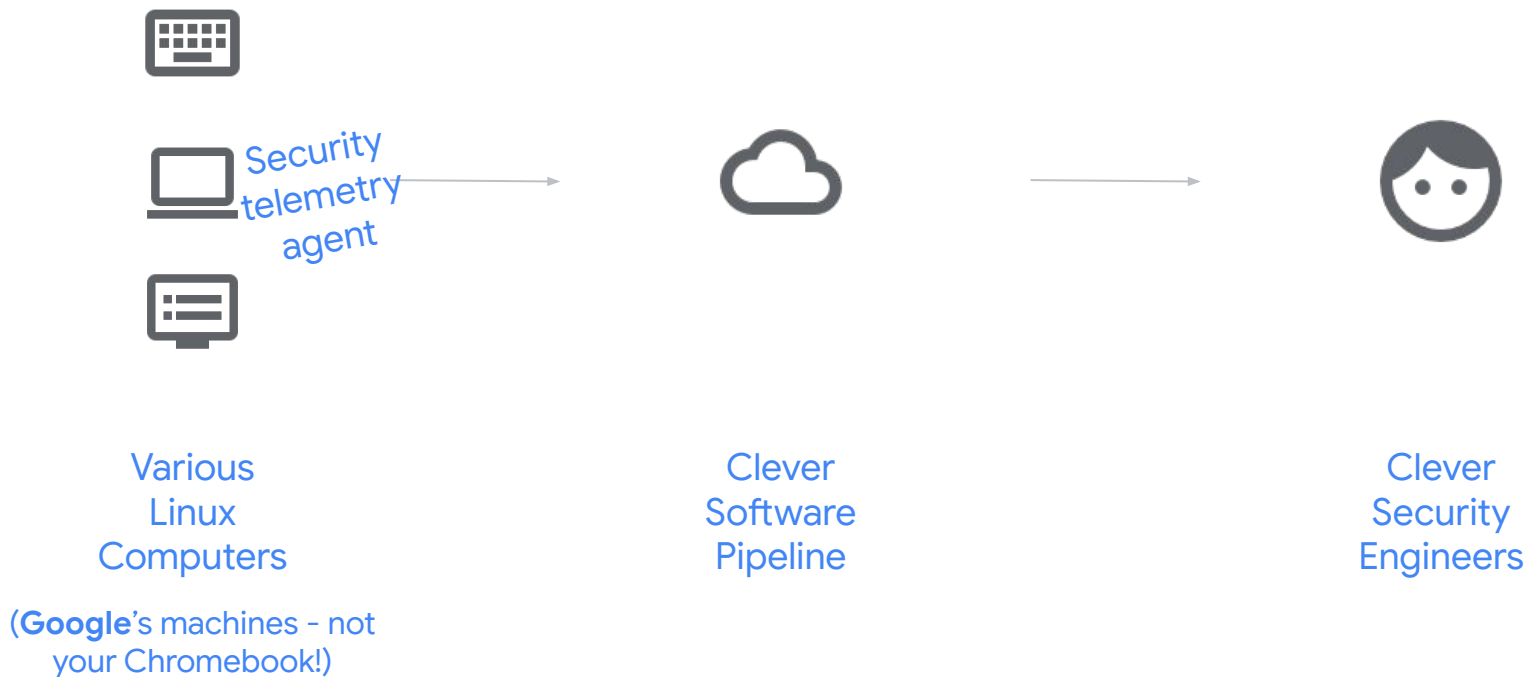 Security
telemetry
agent
Various
Linux
Computers
(Google’s machines - not
your Chromebook!)
Clever
Software
Pipeline
Clever
Security
Engineers